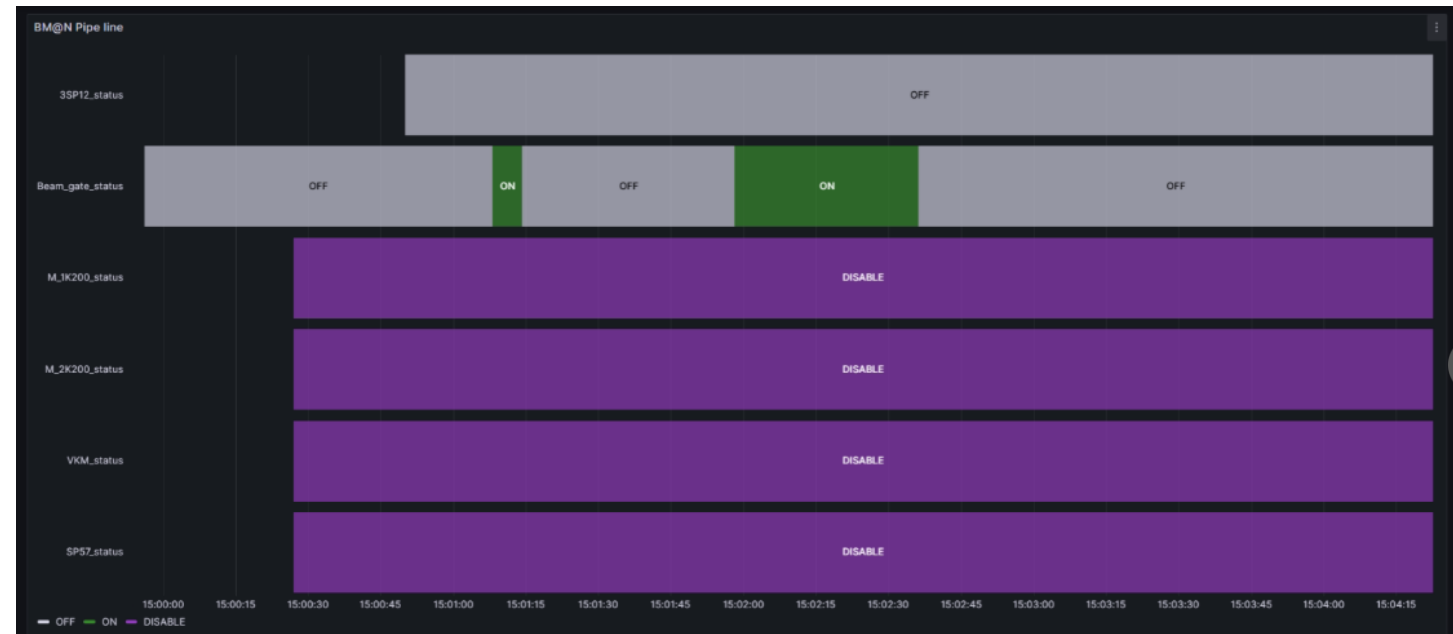 BM@N Pipe line
3SP12_status
OFF
Beam_gate_status
OFF
ON
OFF
ON
OFF
M_1K200_status
DISABLE
M_2K200_status
DISABLE
VKM_status
DISABLE
SP57_status
DISABLE
15:00:00 15:00:15 15:00:30 15:00:45 15:01:00 15:01:15 15:01:30 15:01:45 15:02:00 15:02:15 15:02:30 15:02:45 15:03:00 15:03:15 15:03:30 15:03:45 15:04:00 15:04:15
OFF ON DISABLE